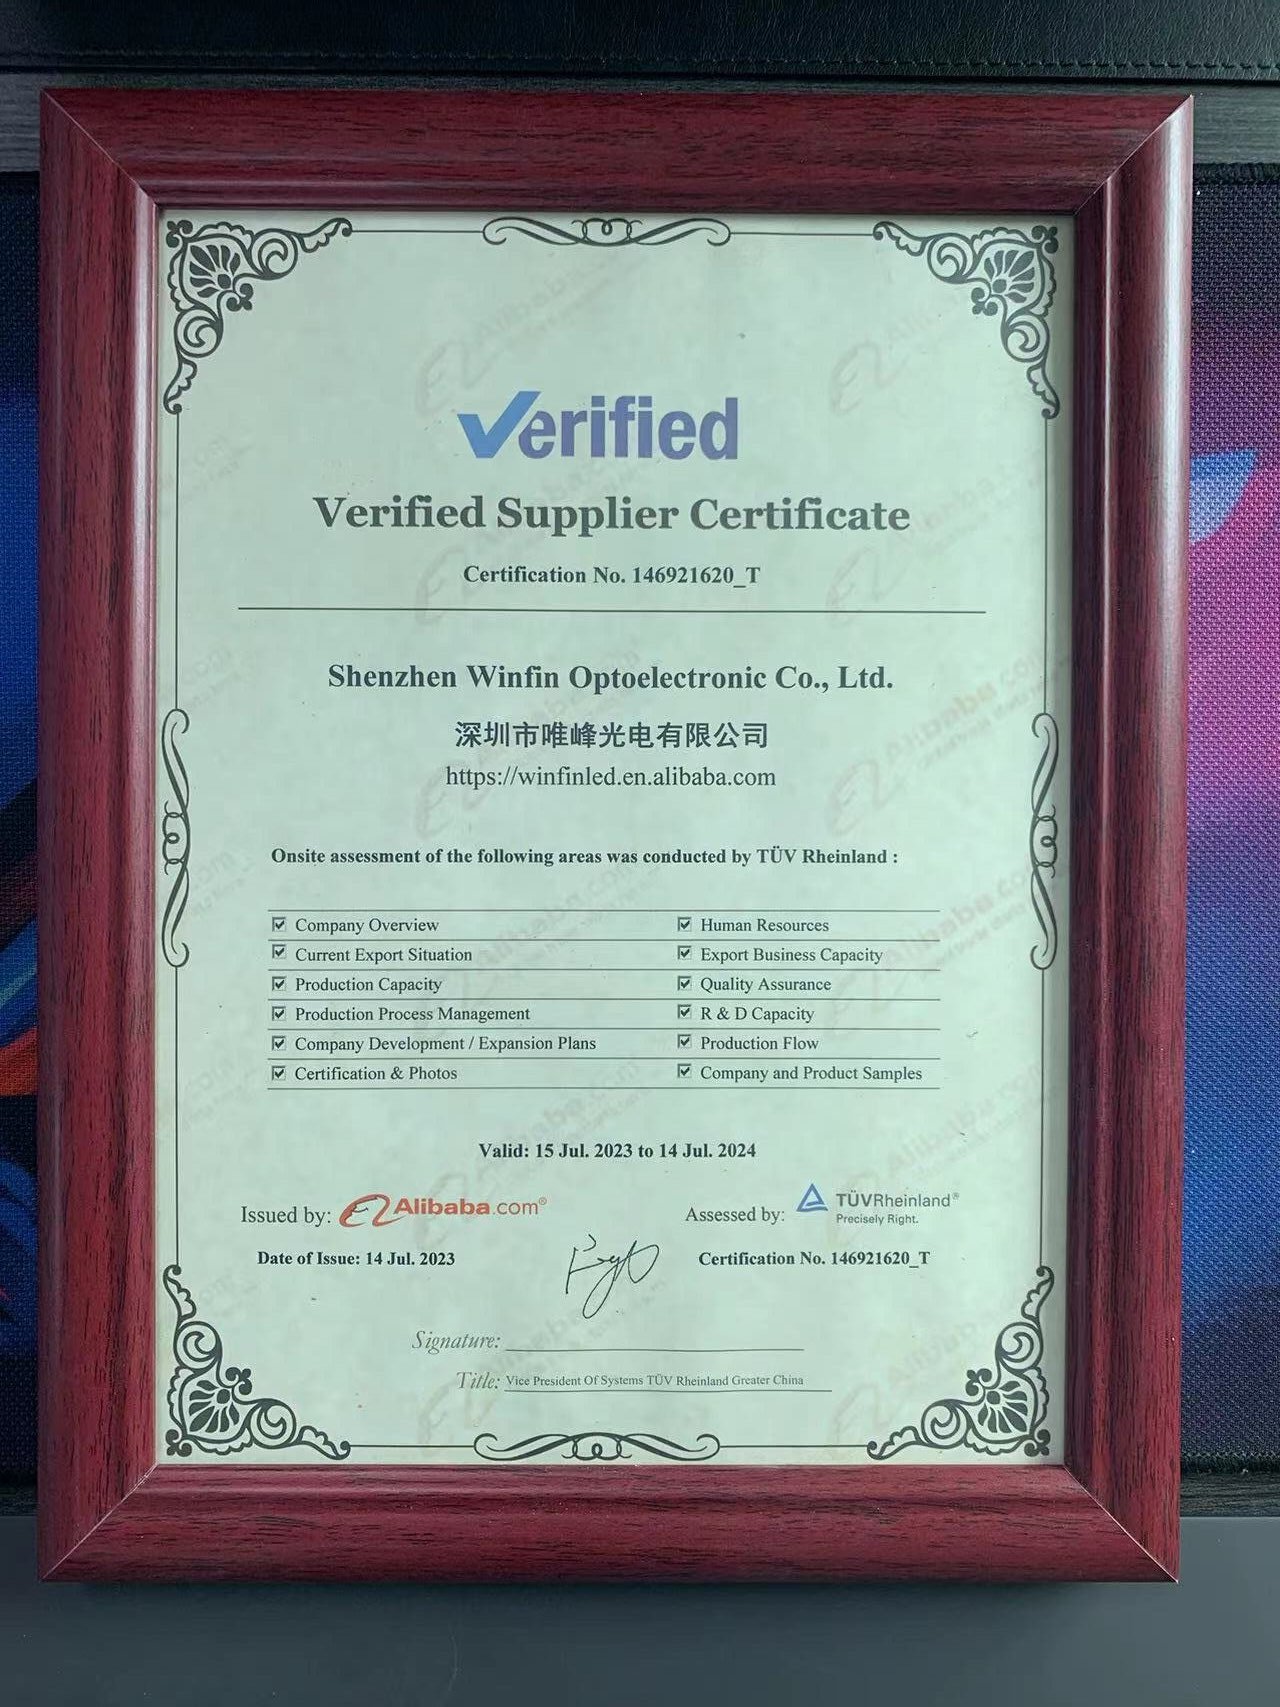 Verified
Verified Supplier Certificate
Certification No. 146921620_T
Shenzhen Winfin Optoelectronic Co., Ltd.
深圳市唯峰光电有限公司
https://winfinled.en.alibaba.com
Onsite assessment of the following areas was conducted by TÜV Rheinland :
Company Overview
Human Resources
Current Export Situation
Export Business Capacity
Production Capacity
Quality Assurance
Production Process Management
R & D Capacity
Company Development / Expansion Plans
Production Flow
Certification & Photos
Company and Product Samples
Valid: 15 Jul. 2023 to 14 Jul. 2024
Issued by: Alibaba.com®
Assessed by: TÜVRheinland®
Precisely Right.
Date of Issue: 14 Jul. 2023
Certification No. 146921620_T
Signature:
Title: Vice President Of Systems TÜV Rheinland Greater China